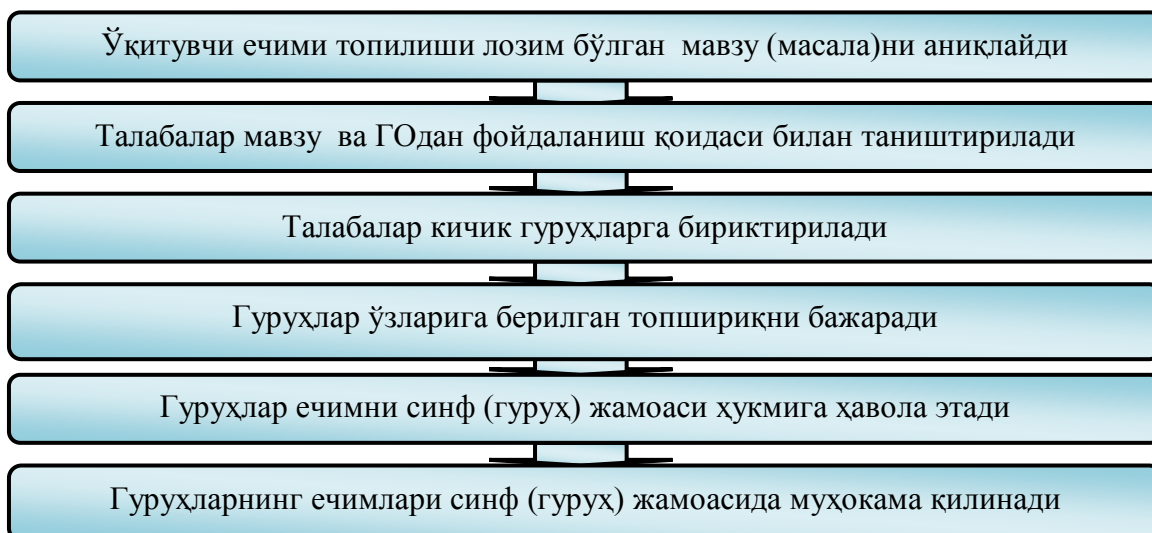 Ўқитувчи ечими топилиши лозим бўлган мавзу (масала)ни аниқлайди
Талабалар мавзу ва ГОдан фойдаланиш қоидаси билан таништирилади
Талабалар кичик гуруҳларга бириктирилади
Гуруҳлар ўзларига берилган топшириқни бажаради
Гуруҳлар ечимни синф (гуруҳ) жамоаси ҳукмига ҳавола этади
Гуруҳларнинг ечимлари синф (гуруҳ) жамоасида муҳокама қилинади